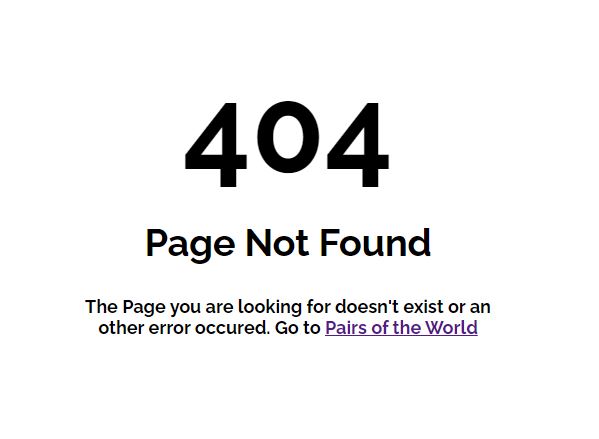 404
Page Not Found
The Page you are looking for doesn't exist or an
other error occured. Go to Pairs of the World